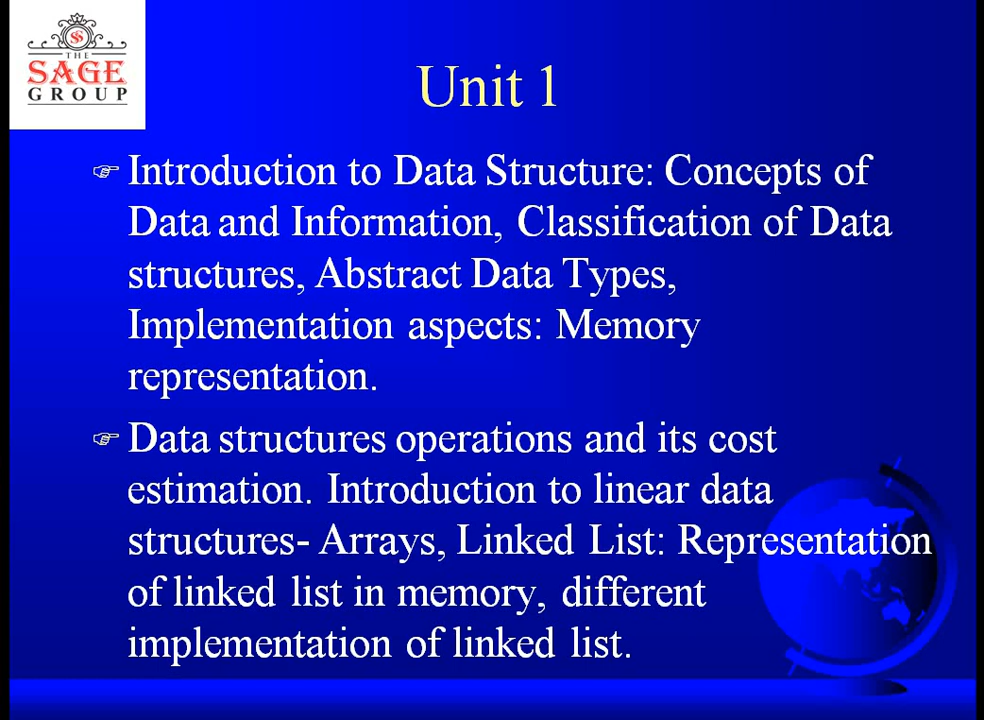 THE
SAGE
GROUP
Unit 1
Introduction to Data Structure: Concepts of
Data and Information, Classification of Data
structures, Abstract Data Types,
Implementation aspects: Memory
representation.
Data structures operations and its cost
estimation. Introduction to linear data
structures- Arrays, Linked List: Representation
of linked list in memory, different
implementation of linked list.